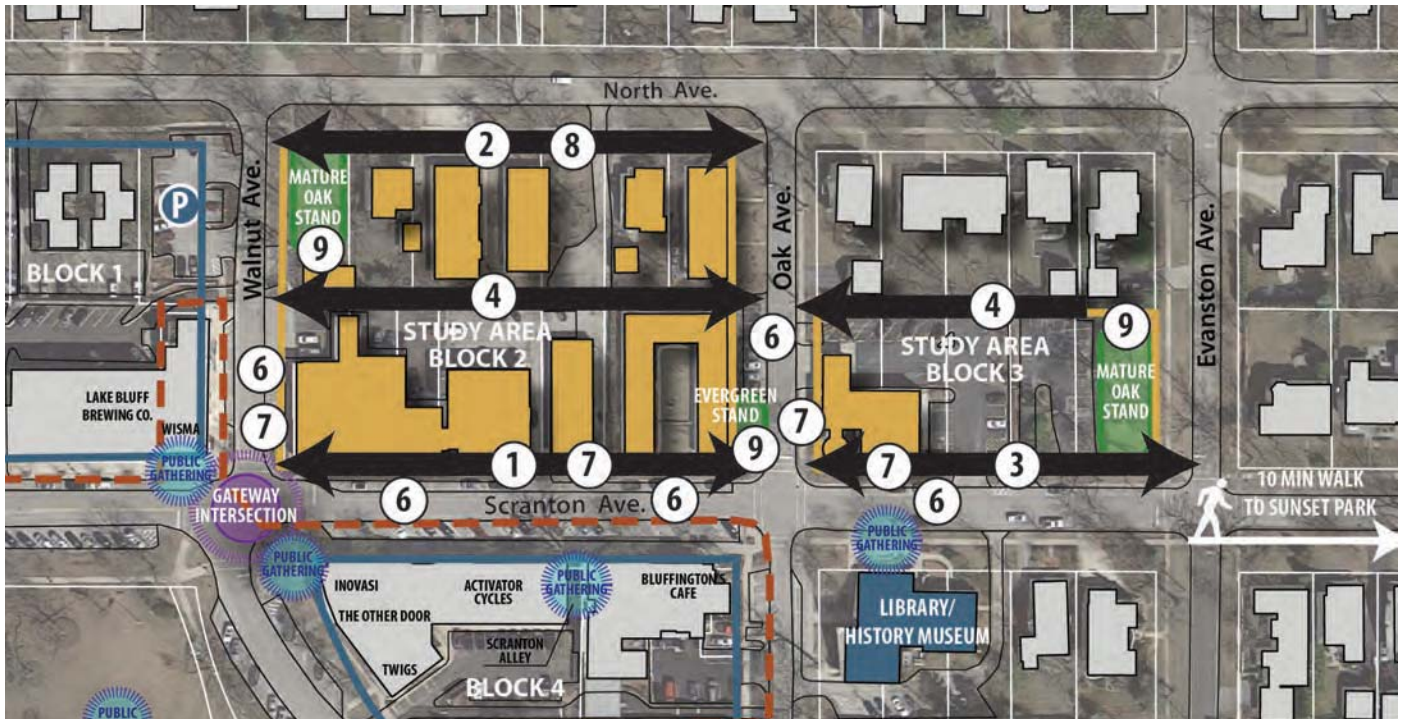 North Ave.
2
8
Walnut Ave.
MATURE
OAK
STAND
9
P
BLOCK 1
Oak Ave.
Evanston Ave.
4
STUDY AREA
BLOCK 2
4
STUDY AREA
BLOCK 3
9
MATURE
OAK
STAND
6
6
LAKE BLUFF
BREWING CO.
WISMA
7
EVERGREEN
STAND
7
9
PUBLIC
GATHERING
1
7
7
3
GATEWAY
INTERSECTION
6
Scranton Ave.
6
6
10 MIN WALK
TO SUNSET PARK
PUBLIC
GATHERING
PUBLIC
GATHERING
PUBLIC
GATHERING
INOVASI
ACTIVATOR
CYCLES
BLUFFINGTON'S
CAFE
THE OTHER DOOR
LIBRARY/
HISTORY MUSEUM
SCRANTON
ALLEY
TWIGS
BLOCK 4
PUBLIC